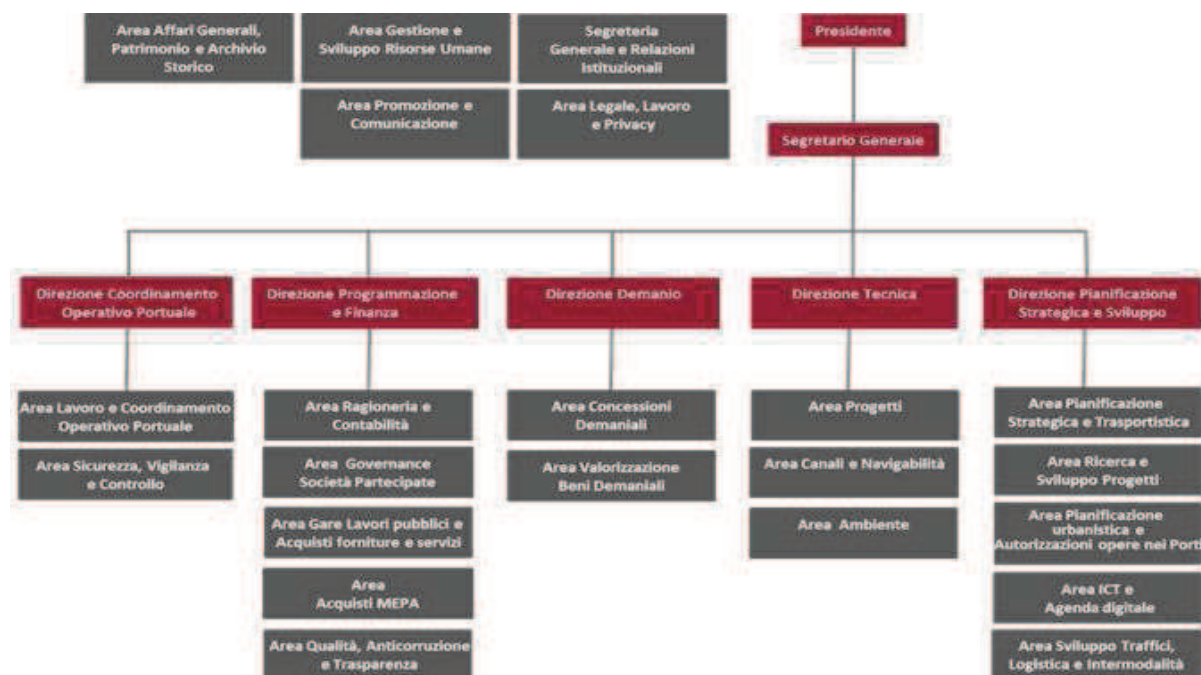 Area Affari Generali,
Patrimonio e Archivio
Storico
Area Gestione e
Sviluppo Risorse Umane
Segreteria
Generale e Relazioni
Istituzionali
Presidente
Area Promozione e
Comunicazione
Area Legale, Lavoro
e Privacy
Segretario Generale
Direzione Coordinamento
Operativo Portuale
Direzione Programmazione
e Finanza
Direzione Demanio
Direzione Tecnica
Direzione Pianificazione
Strategica e Sviluppo
Area Lavoro e Coordinamento
Operativo Portuale
Area Sicurezza, Vigilanza
e Controllo
Area Ragioneria e
Contabilità
Area Governance
Società Partecipate
Area Gare Lavori pubblici e
Acquisti forniture e servizi
Area
Acquisti MEPA
Area Qualità, Anticorruzione
e Trasparenza
Area Concessioni
Demaniali
Area Valorizzazione
Beni Demaniali
Area Progetti
Area Canali e Navigabilità
Area Ambiente
Area Pianificazione
Strategica e Trasportistica
Area Ricerca e
Sviluppo Progetti
Area Pianificazione
urbanistica e
Autorizzazioni opere nei Porti
Area ICT e
Agenda digitale
Area Sviluppo Traffici,
Logistica e Intermodalità